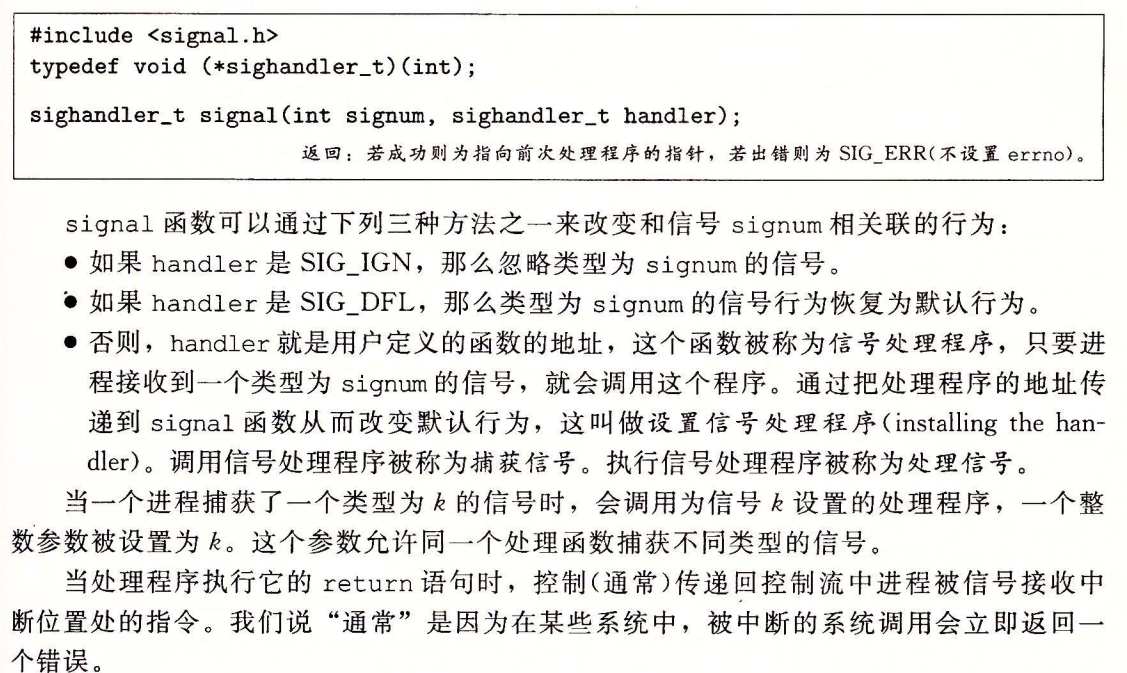 #include <signal.h>
typedef void (*sighandler_t)(int);
sighandler_t signal(int signum, sighandler_t handler);
返回：若成功则为指向前次处理程序的指针，若出错则为 SIG_ERR(不设置 errno)。
signal 函数可以通过下列三种方法之一来改变和信号 signum 相关联的行为：
● 如果 handler 是 SIG_IGN，那么忽略类型为 signum 的信号。
● 如果 handler 是 SIG_DFL，那么类型为 signum 的信号行为恢复为默认行为。
● 否则，handler 就是用户定义的函数的地址，这个函数被称为信号处理程序，只要进
程接收到一个类型为 signum 的信号，就会调用这个程序。通过把处理程序的地址传
递到 signal 函数从而改变默认行为，这叫做设置信号处理程序(installing the han-
dler)。调用信号处理程序被称为捕获信号。执行信号处理程序被称为处理信号。
当一个进程捕获了一个类型为 k 的信号时，会调用为信号 k 设置的处理程序，一个整
数参数被设置为 k。这个参数允许同一个处理函数捕获不同类型的信号。
当处理程序执行它的 return 语句时，控制(通常)传递回控制流中进程被信号接收中
断位置处的指令。我们说“通常”是因为在某些系统中，被中断的系统调用会立即返回一
个错误。